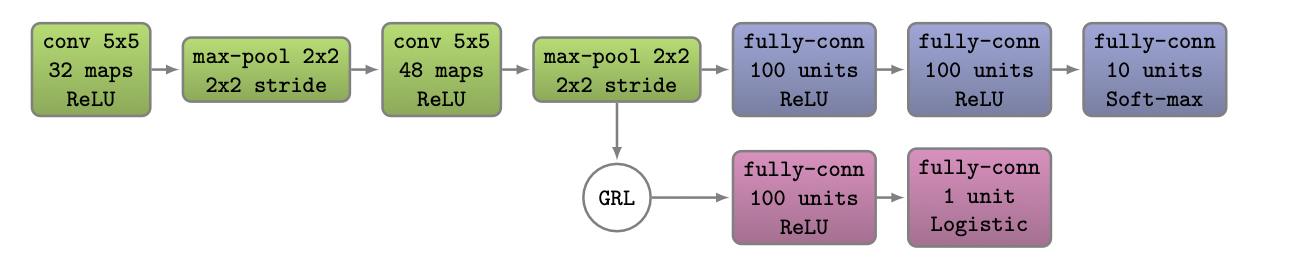 conv 5x5
32 maps
ReLU
max-pool 2x2
2x2 stride
conv 5x5
48 maps
ReLU
max-pool 2x2
2x2 stride
fully-conn
100 units
ReLU
fully-conn
100 units
ReLU
fully-conn
10 units
Soft-max
GRL
fully-conn
100 units
ReLU
fully-conn
1 unit
Logistic